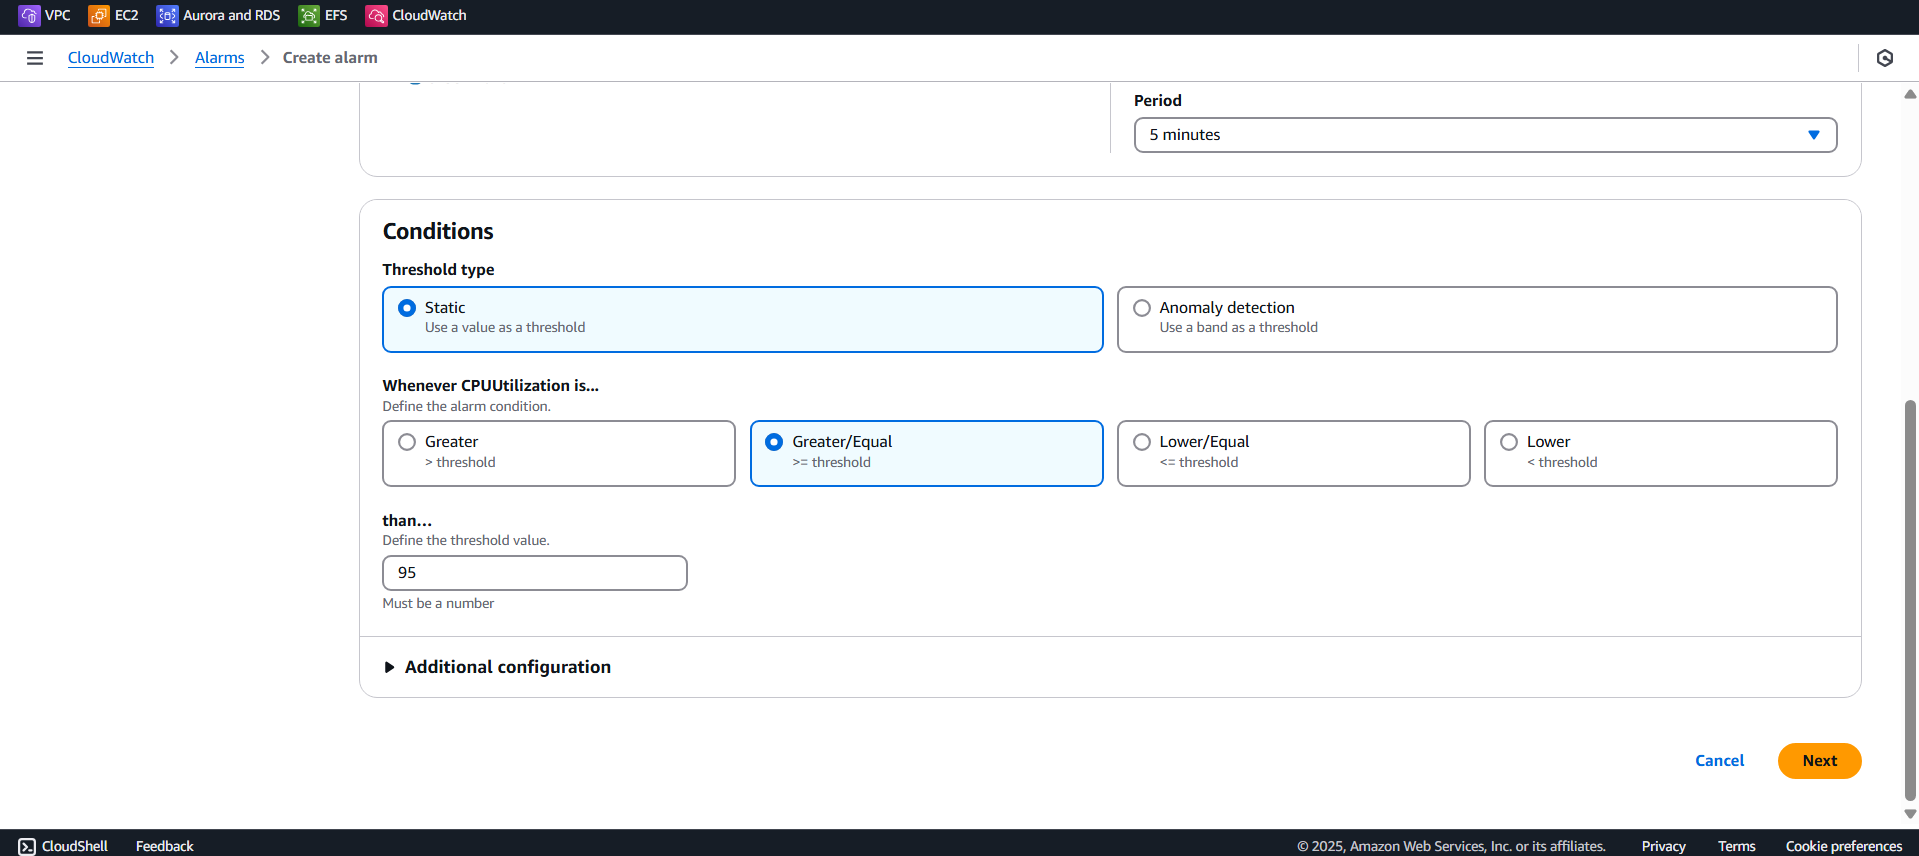 VPC EC2 Aurora and RDS EFS CloudWatch
CloudWatch Alarms Create alarm
Period
5 minutes
Conditions
Threshold type
Static
Use a value as a threshold
Anomaly detection
Use a band as a threshold
Whenever CPUUtilization is...
Define the alarm condition.
Greater
> threshold
Greater/Equal
>= threshold
Lower/Equal
<= threshold
Lower
< threshold
than...
Define the threshold value.
95
Must be a number
Additional configuration
Cancel Next
CloudShell Feedback © 2025, Amazon Web Services, Inc. or its affiliates. Privacy Terms Cookie preferences